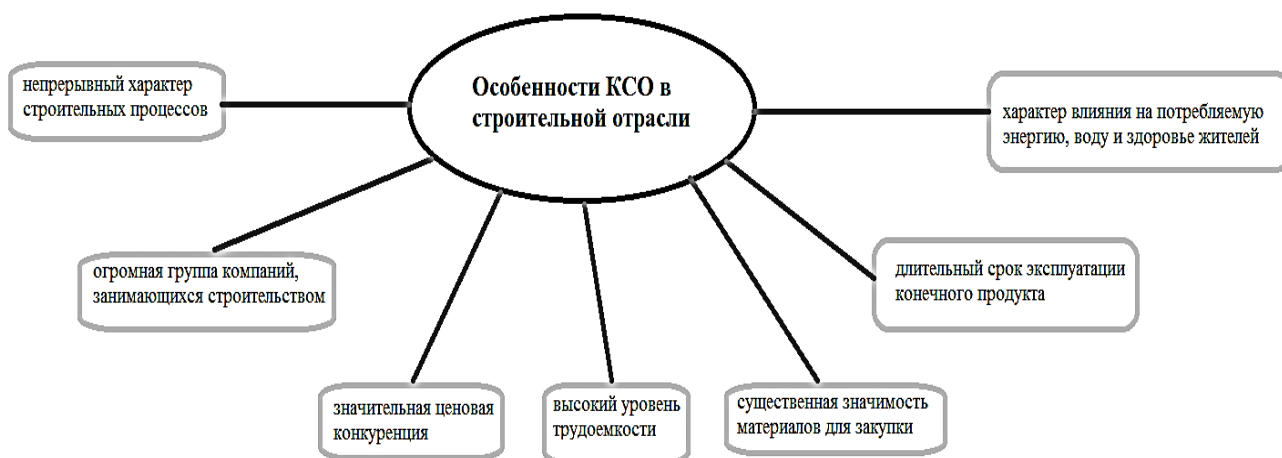 Особенности КСО в
строительной отрасли
непрерывный характер
строительных процессов
характер влияния на потребляемую
энергию, воду и здоровье жителей
огромная группа компаний,
занимающихся строительством
длительный срок эксплуатации
конечного продукта
значительная ценовая
конкуренция
высокий уровень
трудоемкости
существенная значимость
материалов для закупки